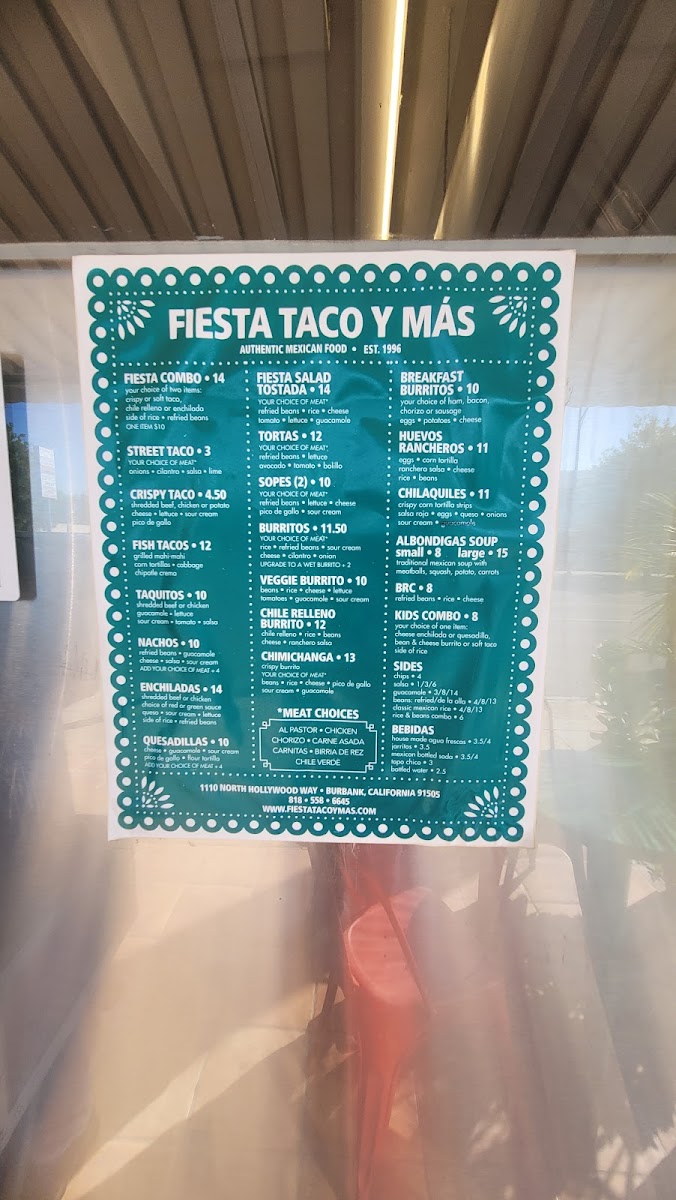 FIESTA TACO Y MÁS
AUTHENTIC MEXICAN FOOD • EST. 1996
FIESTA COMBO • 14
your choice of two items:
crispy or soft taco,
chile relleno or enchilada
side of rice • refried beans
ONE ITEM $10
STREET TACO • 3
YOUR CHOICE OF MEAT*
onions • cilantro • salsa • lime
CRISPY TACO • 4.50
shredded beef, chicken or potato
cheese • lettuce • sour cream
pico de gallo
FISH TACOS • 12
grilled mahi-mahi
corn tortillas • cabbage
chipotle crema
TAQUITOS • 10
shredded beef or chicken
guacamole • lettuce
sour cream • tomato • salsa
NACHOS • 10
refried beans • guacamole
cheese • salsa • sour cream
ADD YOUR CHOICE OF MEAT + 4
ENCHILADAS • 14
shredded beef or chicken
choice of red or green sauce
queso • sour cream • lettuce
side of rice • refried beans
QUESADILLAS • 10
cheese • guacamole • sour cream
pico de gallo • flour tortilla
ADD YOUR CHOICE OF MEAT + 4
FIESTA SALAD
TOSTADA • 14
YOUR CHOICE OF MEAT*
refried beans • rice • cheese
tomato • lettuce • guacamole
TORTAS • 12
YOUR CHOICE OF MEAT*
refried beans • lettuce
avocado • tomato • bolillo
SOPES (2) • 10
YOUR CHOICE OF MEAT*
refried beans • lettuce • cheese
pico de gallo • sour cream
BURRITOS • 11.50
YOUR CHOICE OF MEAT*
rice • refried beans • sour cream
cheese • cilantro • onion
UPGRADE TO A WET BURRITO + 2
VEGGIE BURRITO • 10
beans • rice • cheese • lettuce
tomatoes • guacamole • sour cream
CHILE RELLENO
BURRITO • 12
chile relleno • rice • beans
cheese • ranchero salsa
CHIMICHANGA • 13
crispy burrito
YOUR CHOICE OF MEAT*
beans • rice • cheese • pico de gallo
sour cream • guacamole
*MEAT CHOICES
AL PASTOR • CHICKEN
CHORIZO • CARNE ASADA
CARNITAS • BIRRIA DE REZ
CHILE VERDE
BREAKFAST
BURRITOS • 10
your choice of ham, bacon,
chorizo or sausage
eggs • potatoes • cheese
HUEVOS
RANCHEROS • 11
eggs • corn tortilla
ranchera salsa • cheese
rice • beans
CHILAQUILES • 11
crispy corn tortilla strips
salsa roja • eggs • queso • onions
sour cream • guacamole
ALBONDIGAS SOUP
small • 8 large • 15
traditional mexican soup with
meatballs, squash, potato, carrots
BRC • 8
refried beans • rice • cheese
KIDS COMBO • 8
your choice of one item:
cheese enchilada or quesadilla,
bean & cheese burrito or soft taco
side of rice
SIDES
chips • 4
salsa • 1/3/6
guacamole • 3/8/14
beans: refried/de la olla • 4/8/13
classic mexican rice • 4/8/13
rice & beans combo • 6
BEBIDAS
house made agua frescas • 3.5/4
jarritos • 3.5
mexican bottled soda • 3.5/4
topo chico • 3
bottled water • 2.5
1110 NORTH HOLLYWOOD WAY • BURBANK, CALIFORNIA 91505
818 • 558 • 6645
WWW.FIESTATACOYMAS.COM